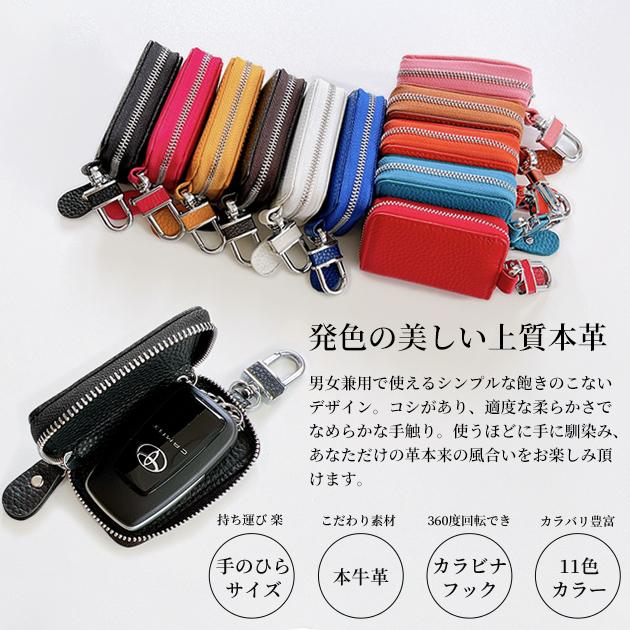 発色の美しい上質本革
男女兼用で使えるシンプルな飽きのこない
デザイン。コシがあり、適度な柔らかさで
なめらかな手触り。使うほどに手に馴染み、
あなただけの革本来の風合いをお楽しみ頂
けます。
持ち運び 楽
手のひら
サイズ
こだわり素材
本牛革
360度回転でき
カラビナ
フック
カラバリ豊富
11色
カラー
CAMRY